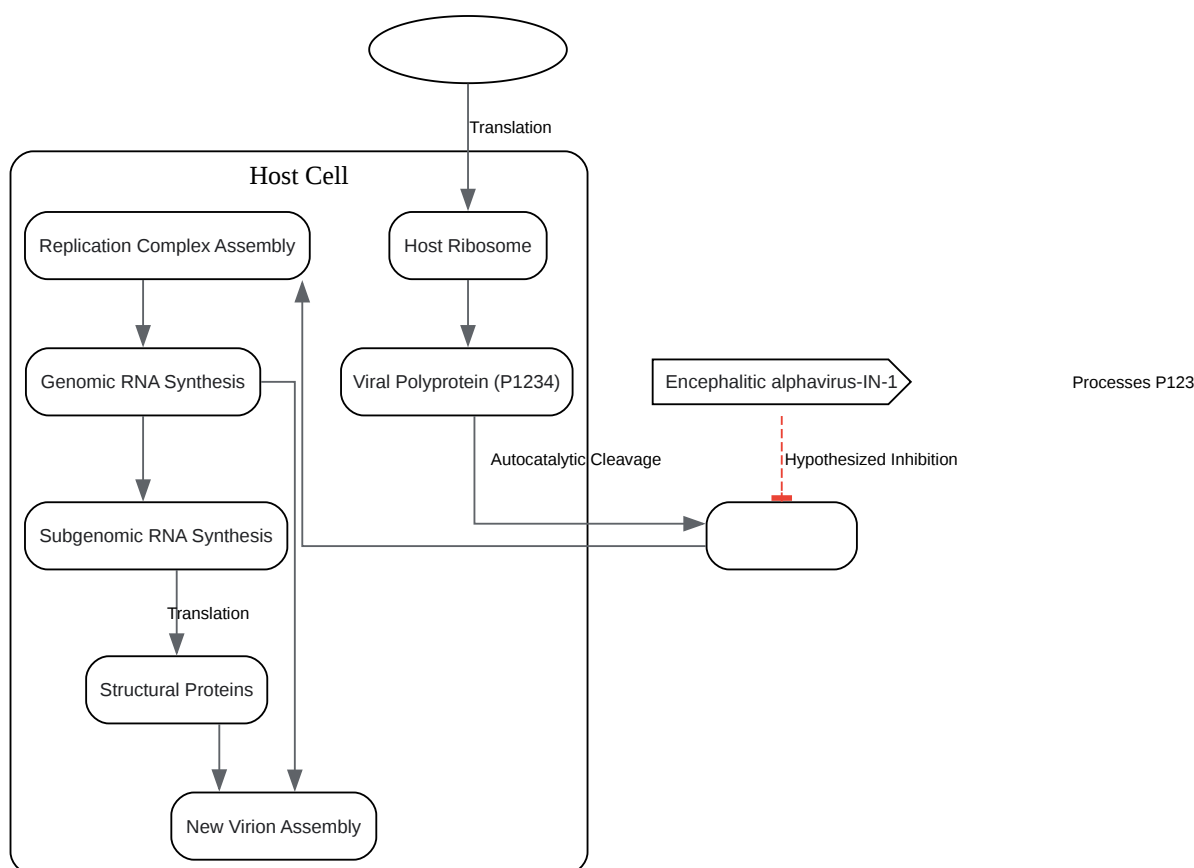 Translation
Host Cell
Replication Complex Assembly
Host Ribosome
Genomic RNA Synthesis
Viral Polyprotein (P1234)
Encephalitic alphavirus-IN-1
Processes P123
Autocatalytic Cleavage
Hypothesized Inhibition
Subgenomic RNA Synthesis
Translation
Structural Proteins
New Virion Assembly